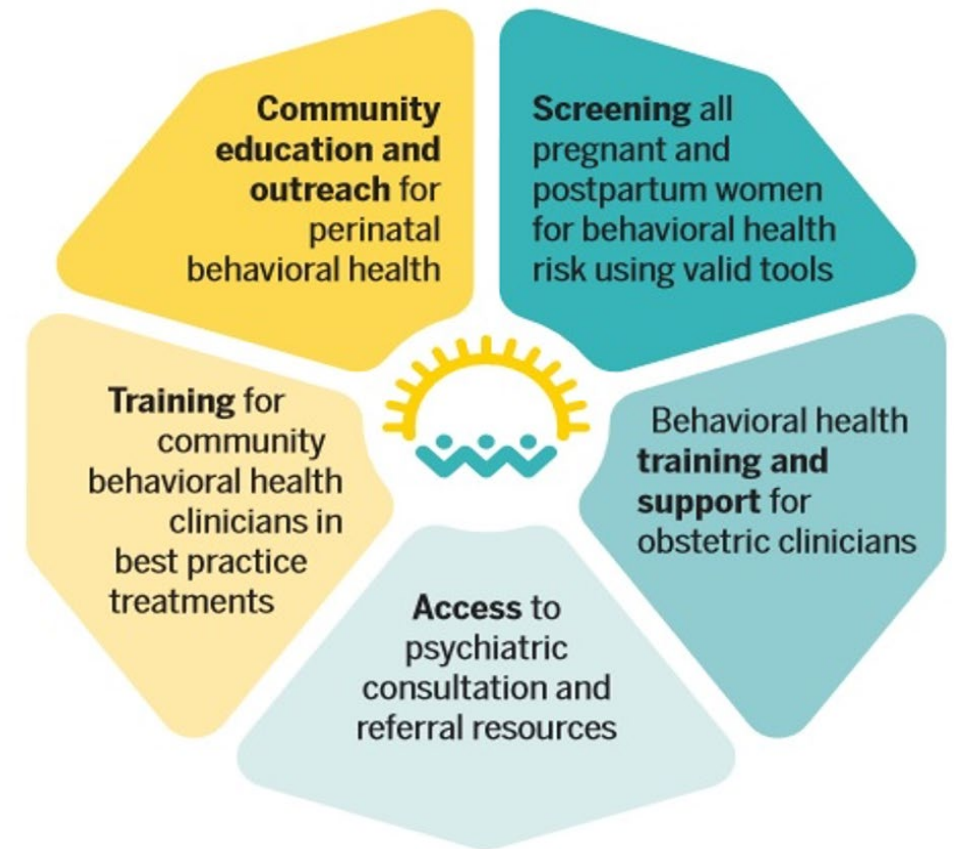 Community
education and
outreach for
perinatal
behavioral health
Screening all
pregnant and
postpartum women
for behavioral health
risk using valid tools
Training for
community
behavioral health
clinicians in
best practice
treatments
Behavioral health
training and
support for
obstetric clinicians
Access to
psychiatric
consultation and
referral resources